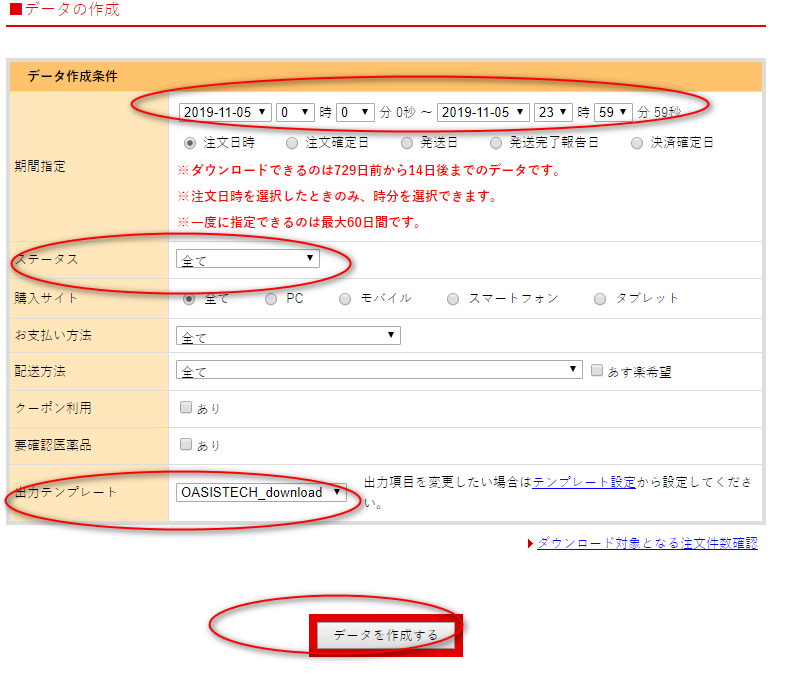 ■データの作成
データ作成条件
期間指定
2019-11-05 0 時 0 分 0秒 ～ 2019-11-05 23 時 59 分 59秒
注文日時 注文確定日 発送日 発送完了報告日 決済確定日
※ダウンロードできるのは729日前から14日後までのデータです。
※注文日時を選択したときのみ、時分を選択できます。
※一度に指定できるのは最大60日間です。
ステータス 全て
購入サイト 全て PC モバイル スマートフォン タブレット
お支払い方法 全て
配送方法 全て あす楽希望
クーポン利用 あり
要確認医薬品 あり
出力テンプレート OASISTECH_download 出力項目を変更したい場合はテンプレート設定から設定してくださ
い。
ダウンロード対象となる注文件数確認
データを作成する